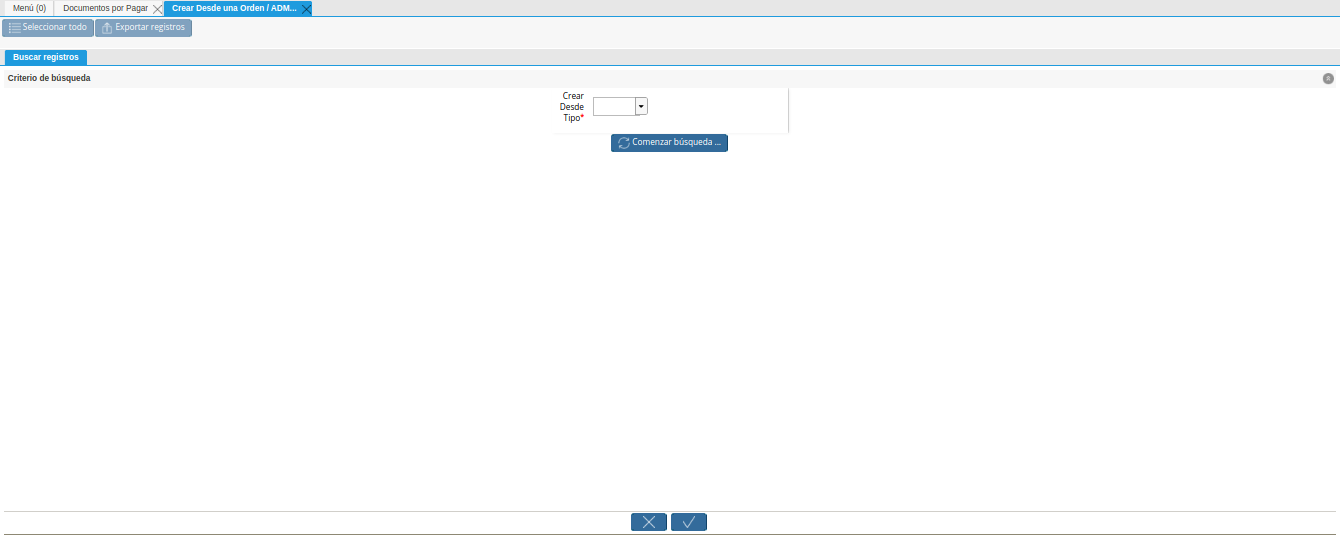 Menú (0) Documentos por Pagar Crear Desde una Orden / ADM...
Seleccionar todo Exportar registros
Buscar registros
Criterio de búsqueda
Crear
Desde
Tipo*
Comenzar búsqueda ...